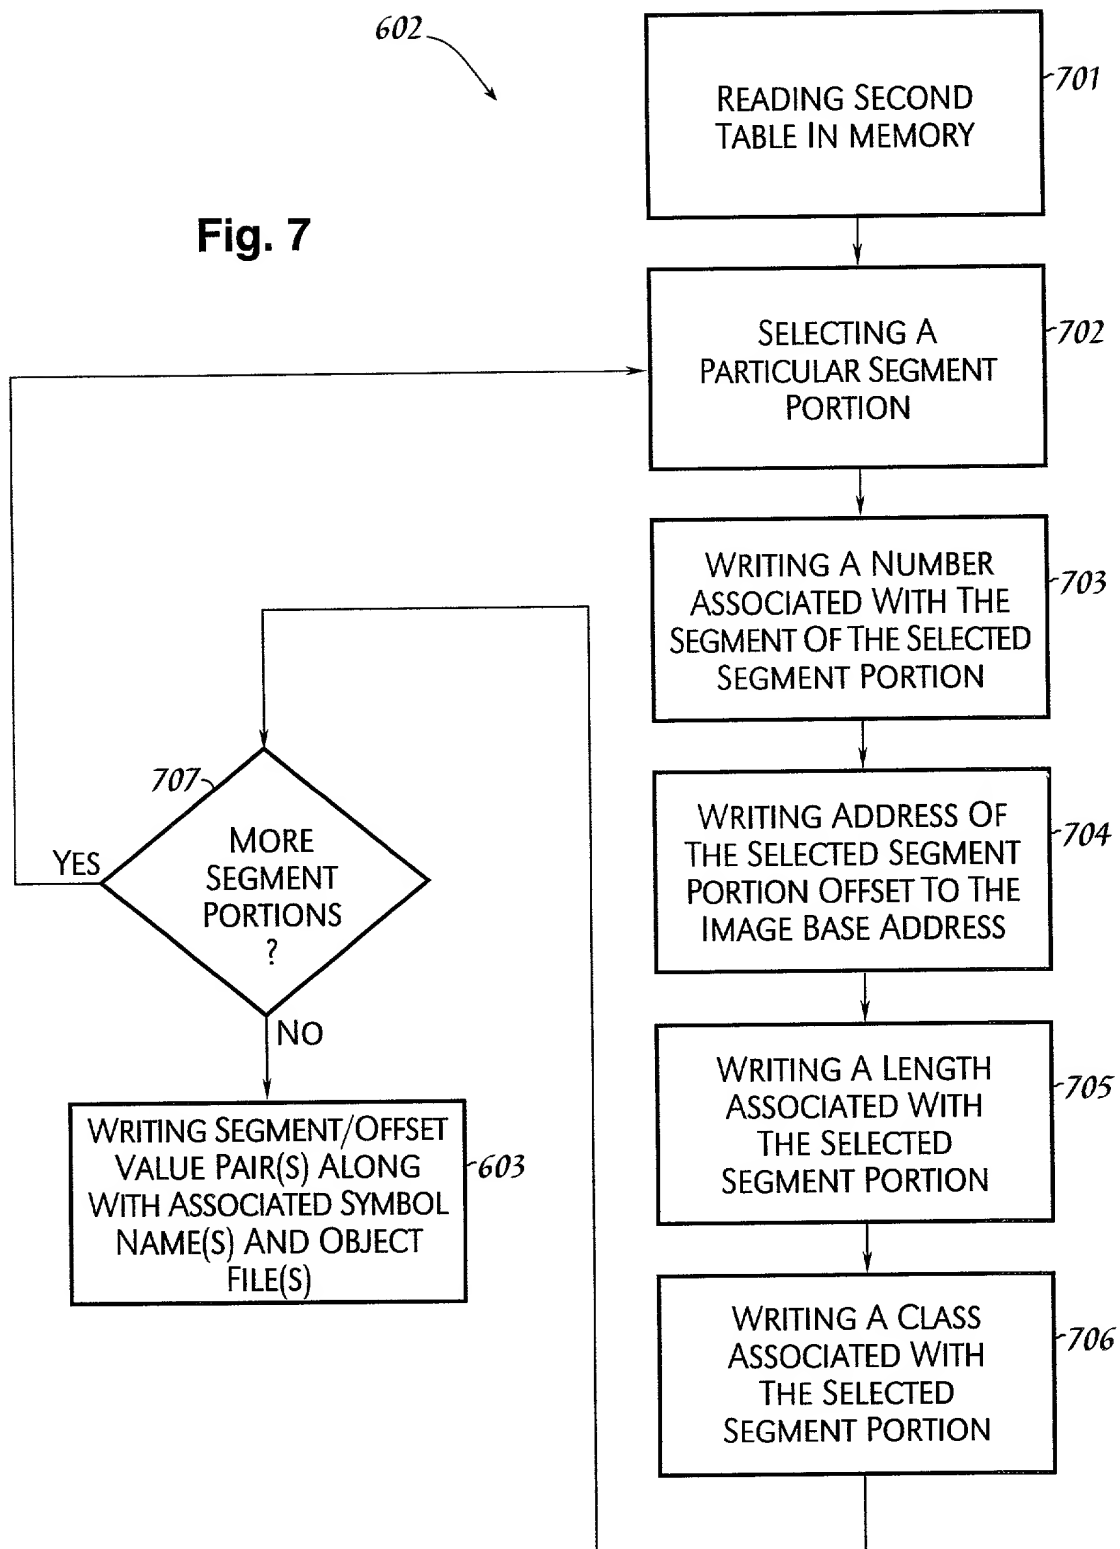 602
READING SECOND
TABLE IN MEMORY
701
Fig. 7
SELECTING A
PARTICULAR SEGMENT
PORTION
702
WRITING A NUMBER
ASSOCIATED WITH THE
SEGMENT OF THE SELECTED
SEGMENT PORTION
703
WRITING ADDRESS OF
THE SELECTED SEGMENT
PORTION OFFSET TO THE
IMAGE BASE ADDRESS
704
WRITING A LENGTH
ASSOCIATED WITH
THE SELECTED
SEGMENT PORTION
705
WRITING A CLASS
ASSOCIATED WITH
THE SELECTED
SEGMENT PORTION
706
707
MORE
SEGMENT
PORTIONS
?
YES
NO
WRITING SEGMENT/OFFSET
VALUE PAIR(S) ALONG
WITH ASSOCIATED SYMBOL
NAME(S) AND OBJECT
FILE(S)
603